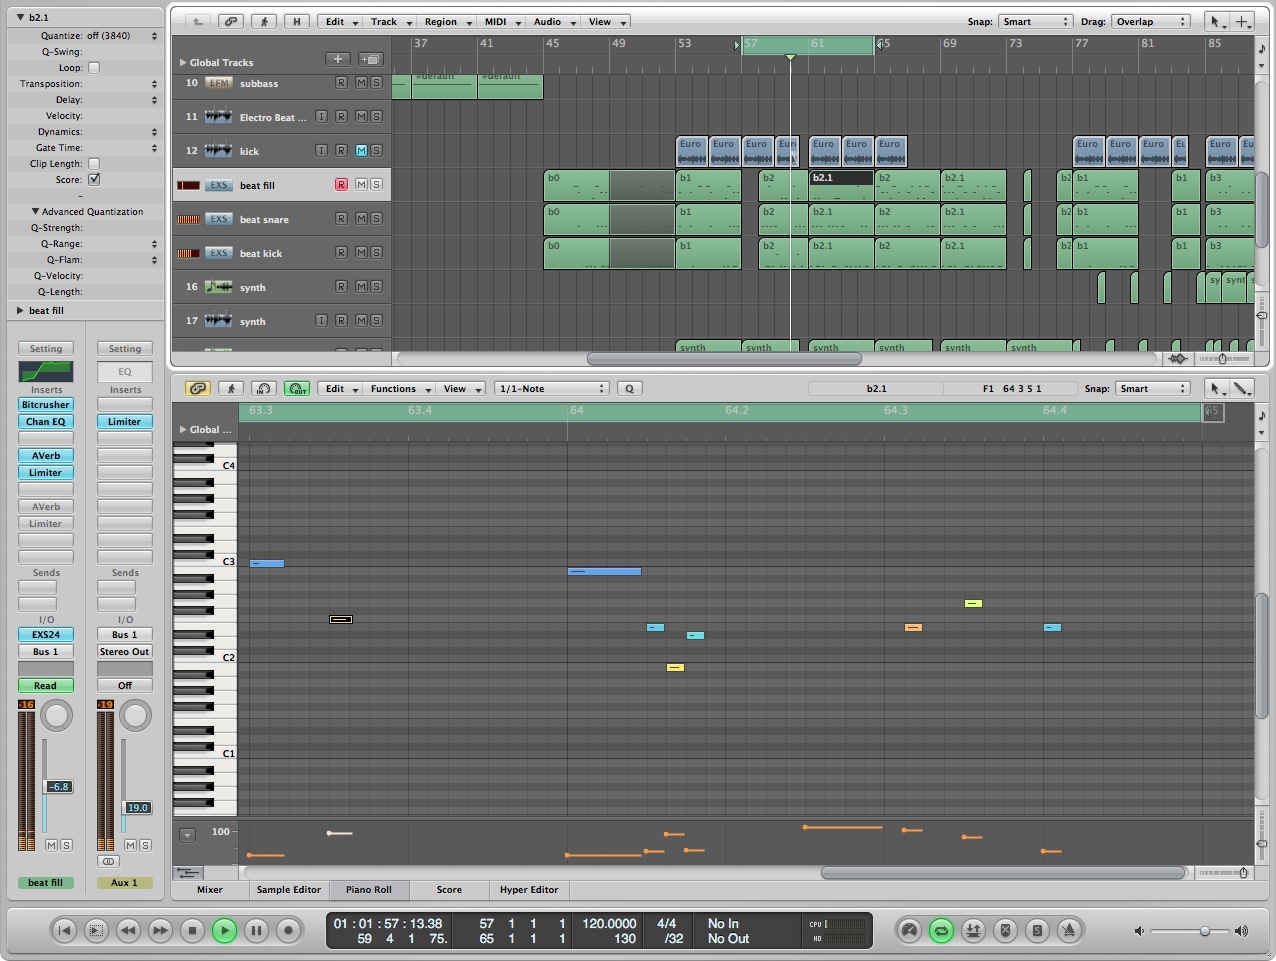 b2.1
Quantize: off (3840)
Q-Swing:
Loop:
Transposition:
Delay:
Velocity:
Dynamics:
Gate Time:
Clip Length:
Score:
Advanced Quantization
Q-Strength:
Q-Range:
Q-Flam:
Q-Velocity:
Q-Length:
beat fill
Setting Setting
EQ
Inserts Inserts
Bitcrusher
Chan EQ Limiter
AVerb
Limiter
AVerb
Limiter
Sends Sends
I/O I/O
EXS24 Bus 1
Bus 1 Stereo Out
Read Off
-16 -19
-6.8
19.0
M S M S
beat fill Aux 1
H Edit Track Region MIDI Audio View Snap: Smart Drag: Overlap
37 41 45 49 53 57 61 65 69 73 77 81 85
Global Tracks
10 EFM subbass R M S #default #default
11 Electro Beat ... I R M S
12 kick I R M S Euro Euro Euro Euro Euro Euro Euro Euro Euro Euro Eu Euro Eu
EXS beat fill R M S b0 b1 b2 b2.1 b2 b2.1 b2 b1 b1 b3
EXS beat snare R M S b0 b1 b2 b2.1 b2 b2.1 b2 b1 b1 b3
EXS beat kick R M S b0 b1 b2 b2.1 b2 b2.1 b2 b1 b1 b3
16 synth R M S sy synt s
17 synth I R M S
synth synth synth synth synth synth
IN OUT Edit Functions View 1/1-Note Q b2.1 F1 64 3 5 1 Snap: Smart
63.3 63.4 64 64.2 64.3 64.4 65
Global ...
C4
C3
C2
C1
100
Mixer Sample Editor Piano Roll Score Hyper Editor
01 : 01 : 57 : 13.38 57 1 1 1 120.0000 4/4 No In CPU
59 4 1 75. 65 1 1 1 130 /32 No Out HD
S